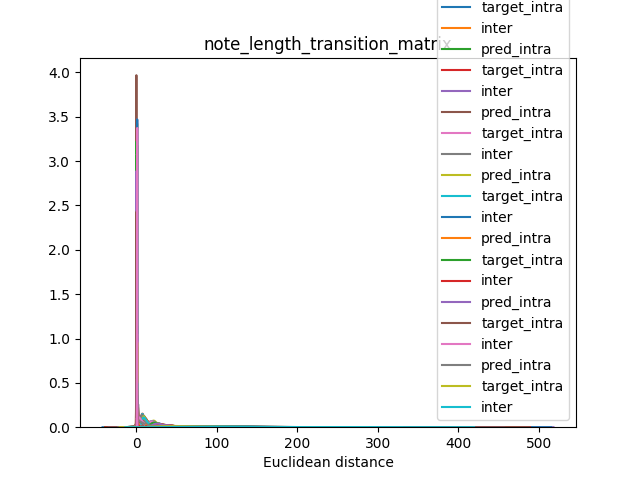 target_intra
inter
pred_intra
target_intra
inter
pred_intra
target_intra
inter
pred_intra
target_intra
inter
pred_intra
target_intra
inter
pred_intra
target_intra
inter
pred_intra
target_intra
inter
note_length_transition_matrix
4.0
3.5
3.0
2.5
2.0
1.5
1.0
0.5
0.0
0
100
200
300
400
500
Euclidean distance